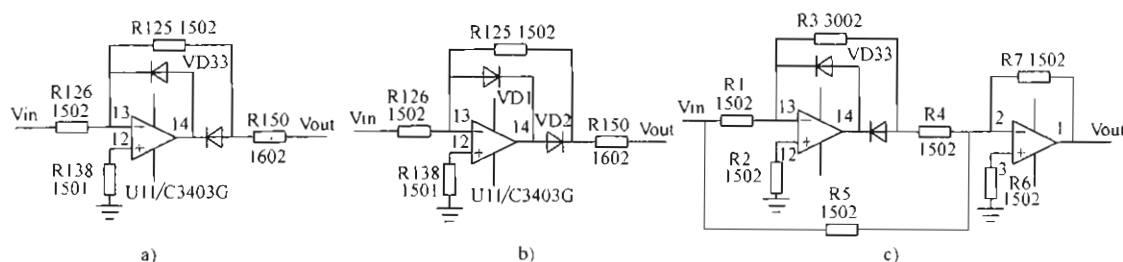 R125 1502
VD33
R126
1502
Vin
13
12
14
R150
1602
Vout
R138
1501
U11/C3403G
a)
R125 1502
VD1
R126
1502
Vin
13
12
14
VD2
R150
1602
Vout
R138
1501
U11/C3403G
b)
R3 3002
VD33
R1
1502
Vin
13
12
14
R2
1502
R4
1502
R5
1502
R7 1502
2
3
1
Vout
R6
1502
c)